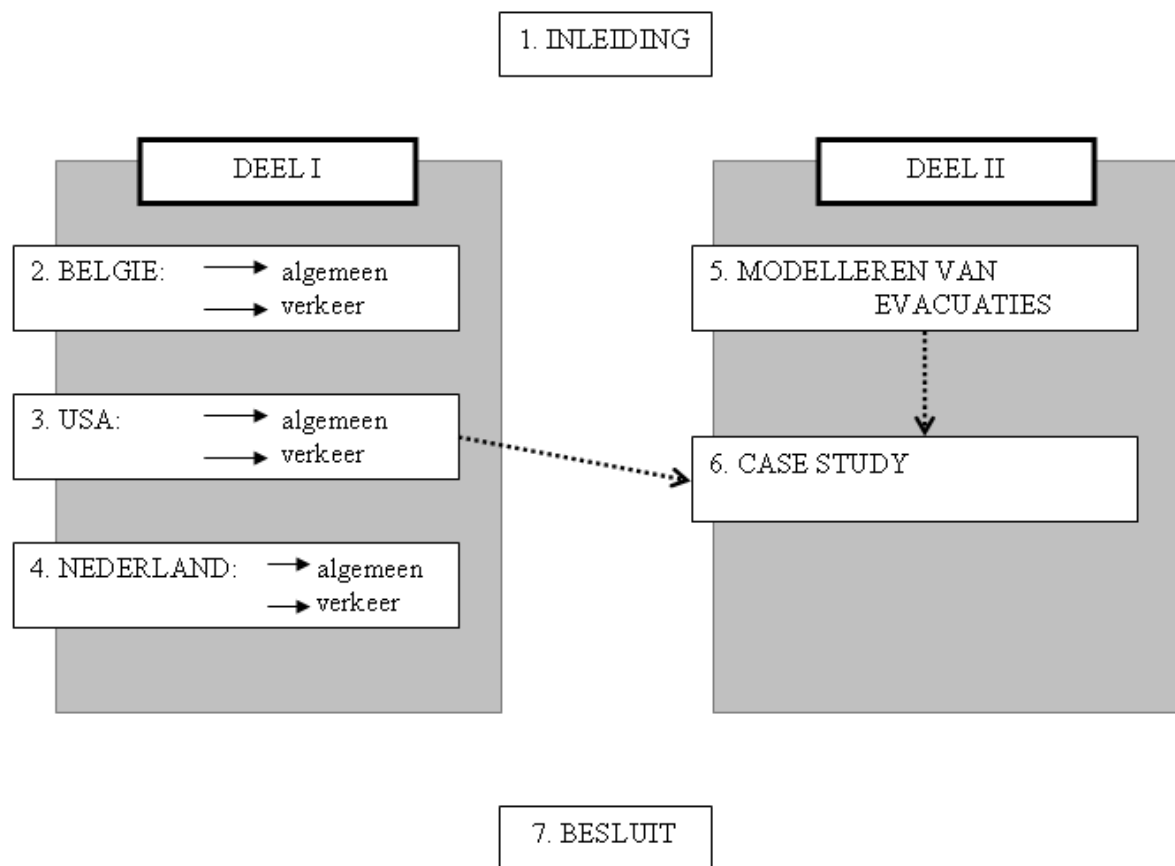 1. INLEIDING
DEEL I
2. BELGIE: algemeen
verkeer
3. USA: algemeen
verkeer
4. NEDERLAND: algemeen
verkeer
DEEL II
5. MODELLEREN VAN
EVACUATIES
6. CASE STUDY
7. BESLUIT